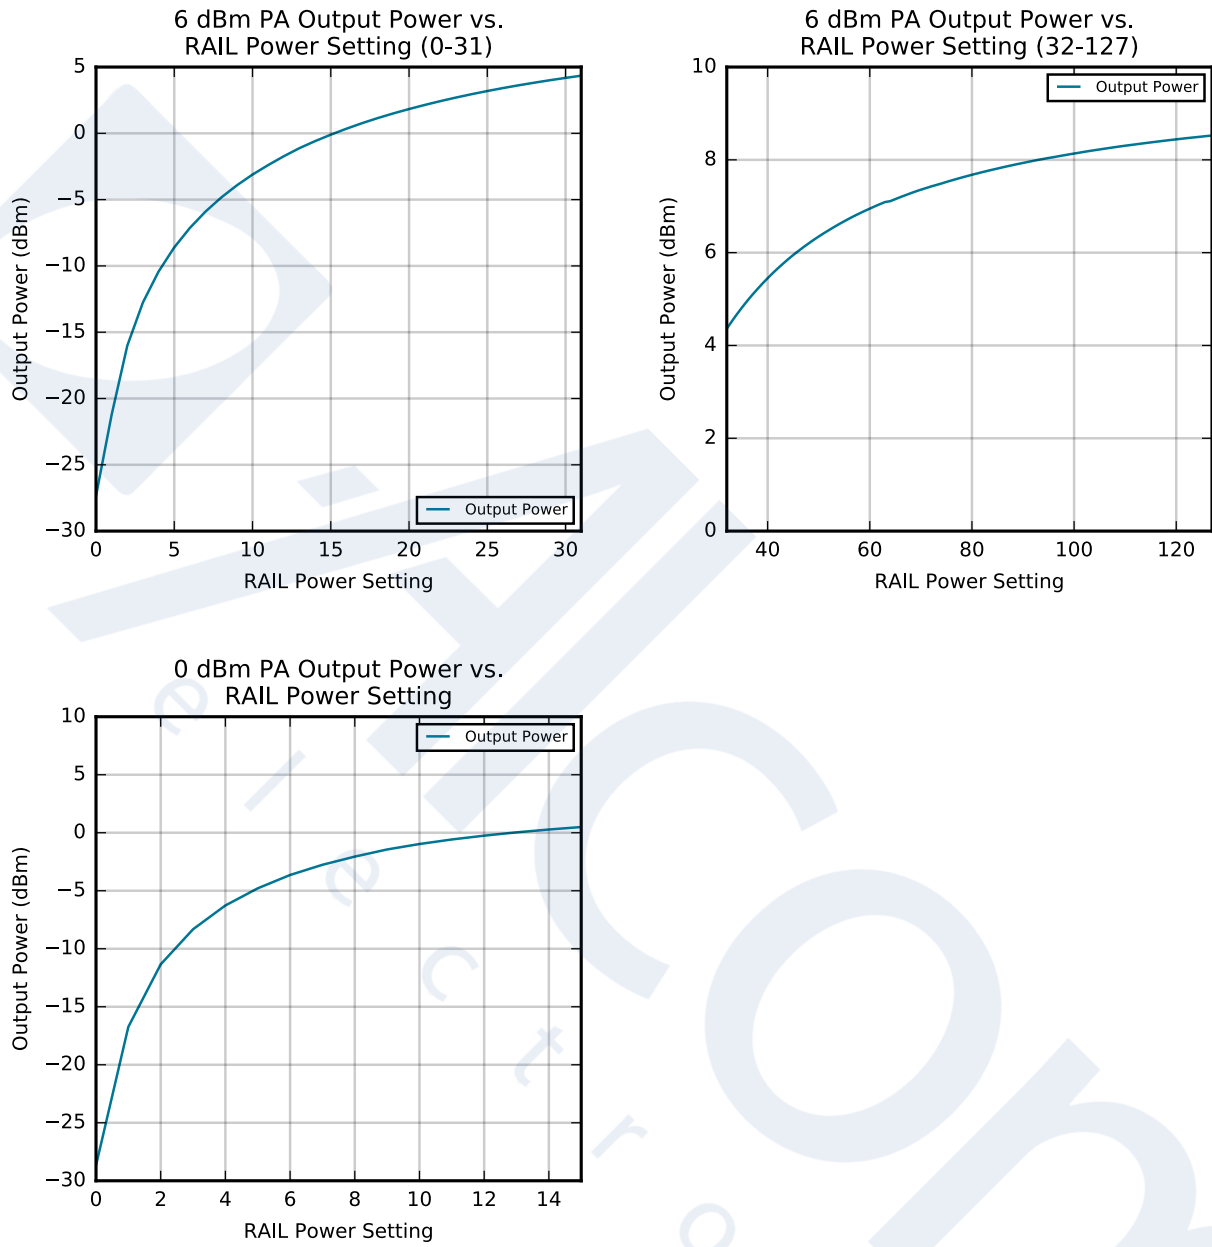 6 dBm PA Output Power vs.
RAIL Power Setting (0-31)
5
0
−5
−10
−15
−20
−25
−30
Output Power (dBm)
Output Power
0 5 10 15 20 25 30
RAIL Power Setting
6 dBm PA Output Power vs.
RAIL Power Setting (32-127)
10
8
6
4
2
0
Output Power (dBm)
Output Power
40 60 80 100 120
RAIL Power Setting
0 dBm PA Output Power vs.
RAIL Power Setting
10
5
0
−5
−10
−15
−20
−25
−30
Output Power (dBm)
Output Power
0 2 4 6 8 10 12 14
RAIL Power Setting
AICon
electro